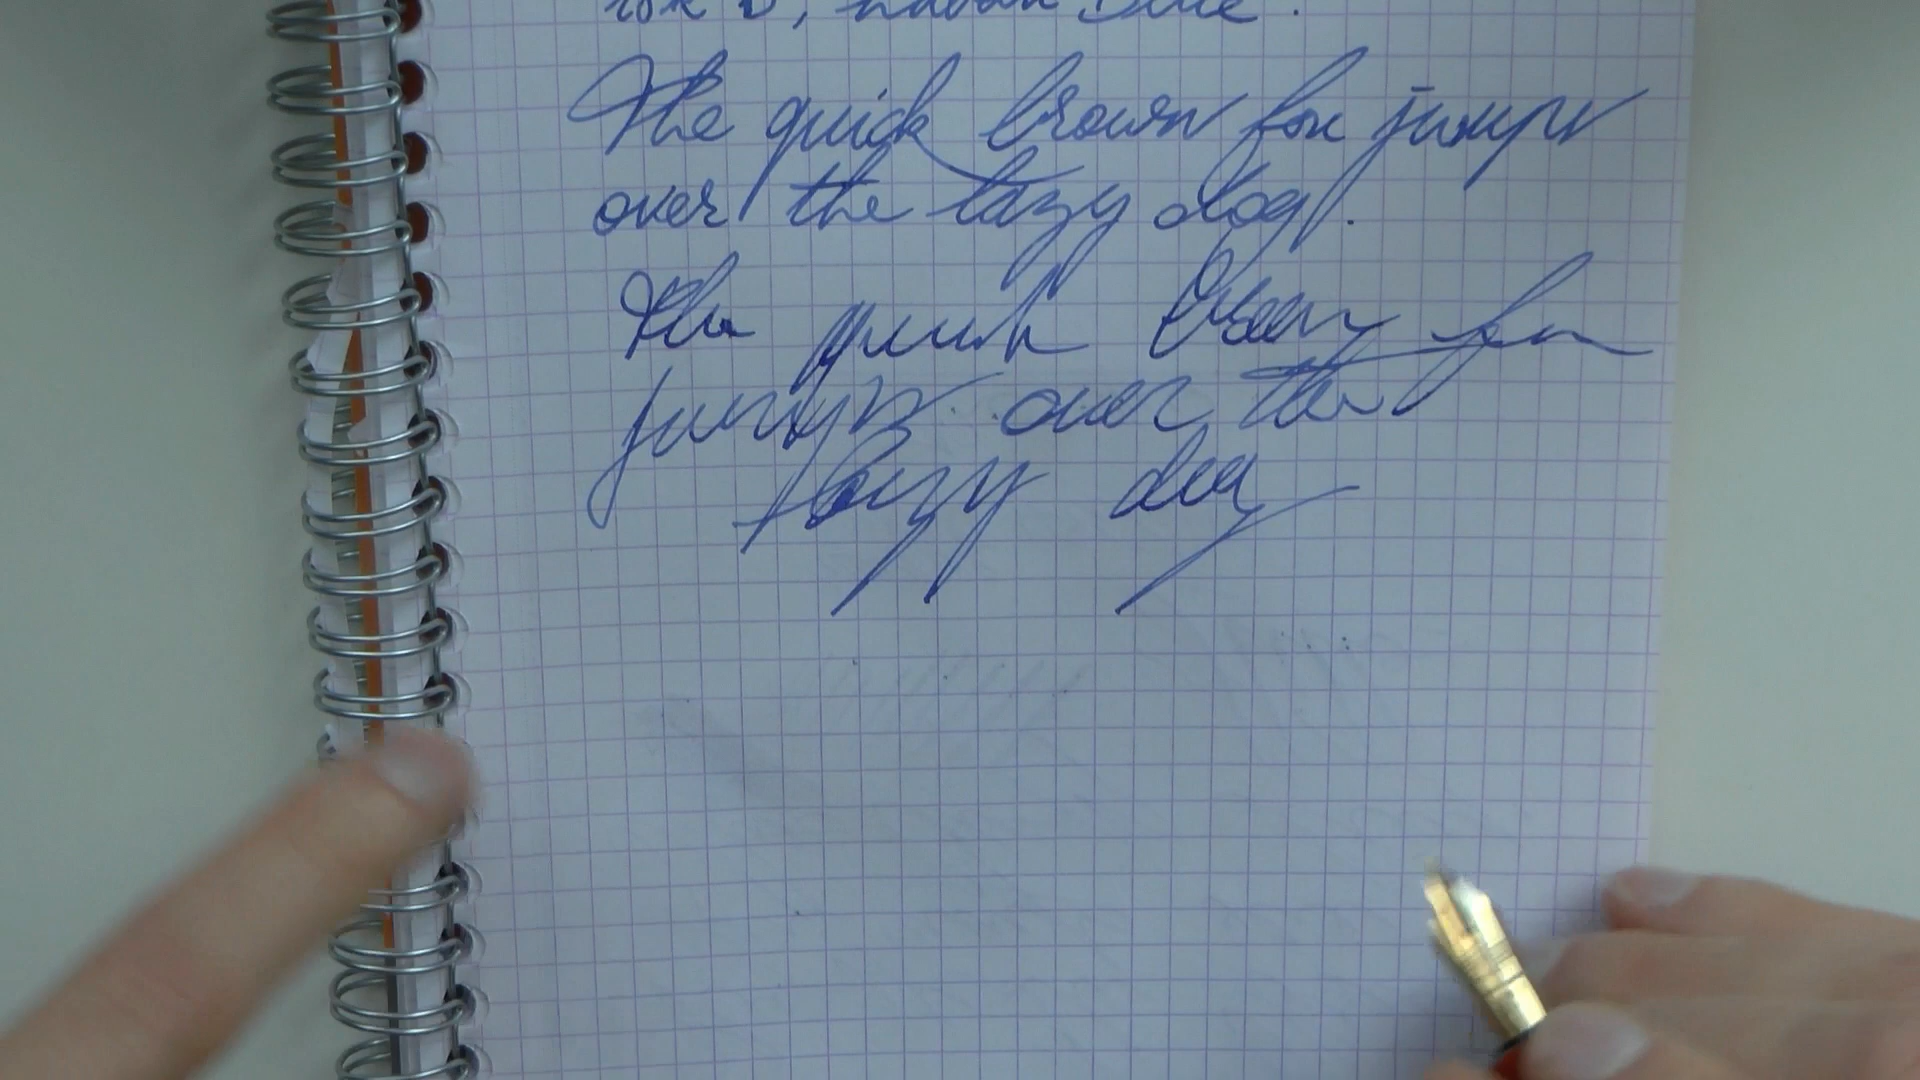 The quick brown fox jumps
over the lazy dog.
The quick brown fox
jumps over the
lazy dog